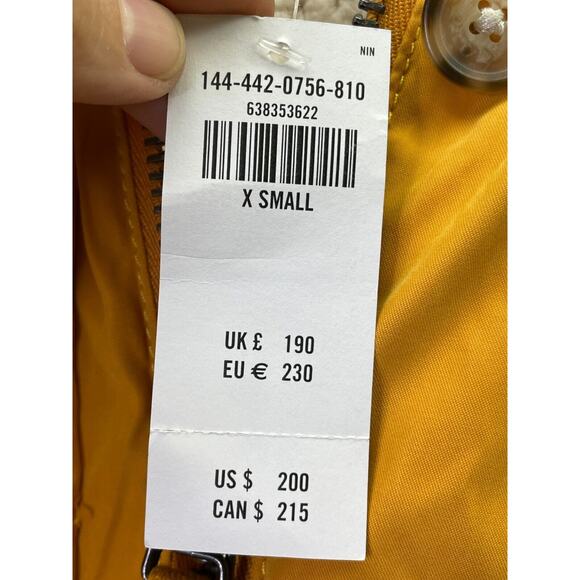 NIN
144-442-0756-810
638353622
X SMALL
UK £ 190
EU € 230
US $ 200
CAN $ 215